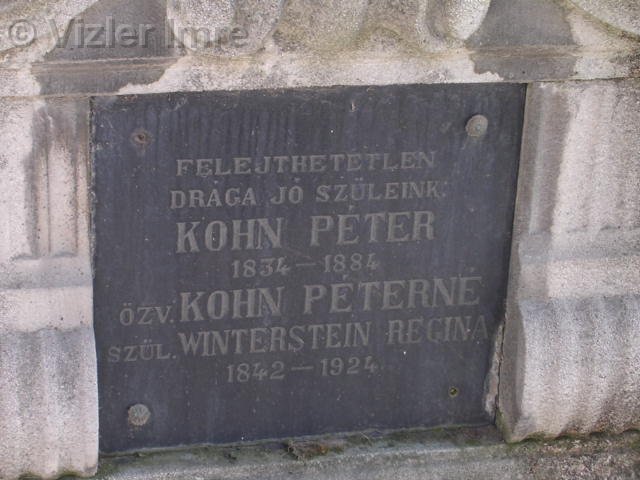 © Vizler Imre
FELEJTHETETLEN
DRÁGA JÓ SZÜLEINK:
KOHN PÉTER
1834 — 1884
ÖZV. KOHN PÉTERNÉ
SZÜL. WINTERSTEIN REGINA
1842 — 1924.